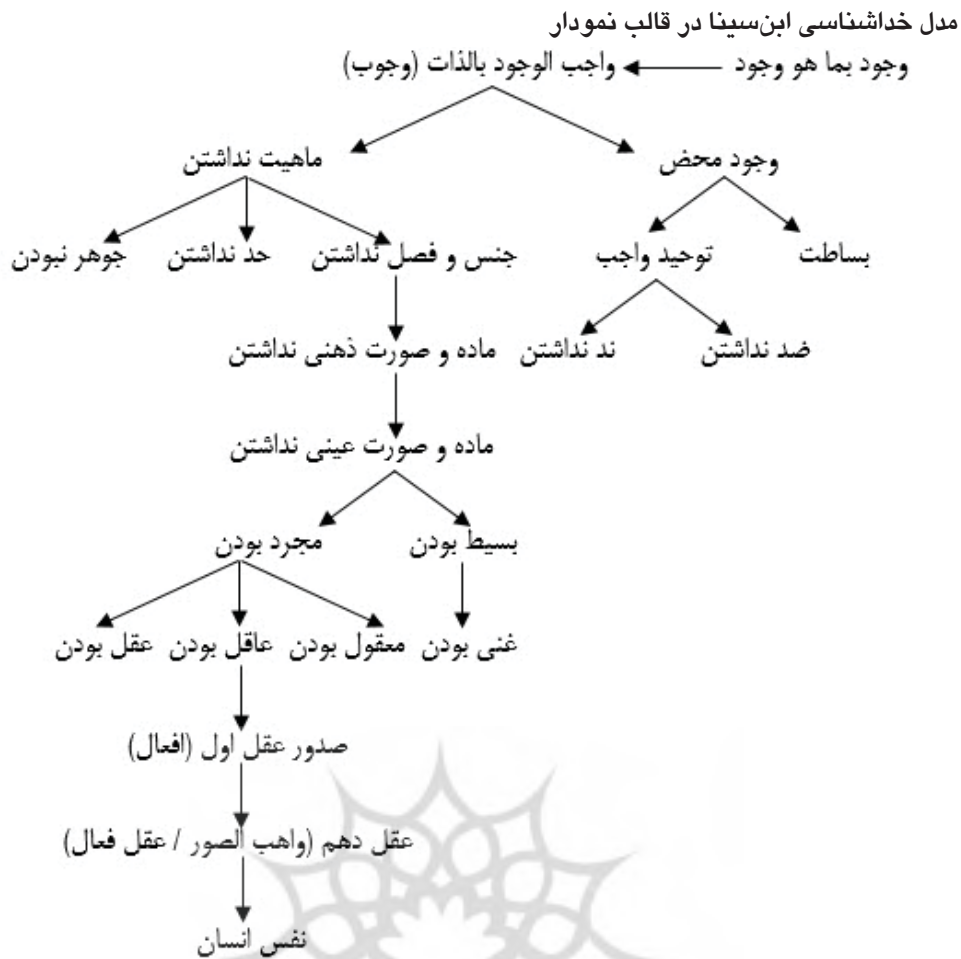 مدل خداشناسی ابن‌سینا در قالب نمودار
وجود بما هو وجود واجب الوجود بالذات (وجوب)
وجود محض ماهیت نداشتن
بساطت توحید واجب جنس و فصل نداشتن حد نداشتن جوهر نبودن
ضد نداشتن ند نداشتن ماده و صورت ذهنی نداشتن
ماده و صورت عینی نداشتن
بسیط بودن مجرد بودن
غنی بودن معقول بودن عاقل بودن عقل بودن
صدور عقل اول (افعال)
عقل دهم (واهب الصور / عقل فعال)
نفس انسان